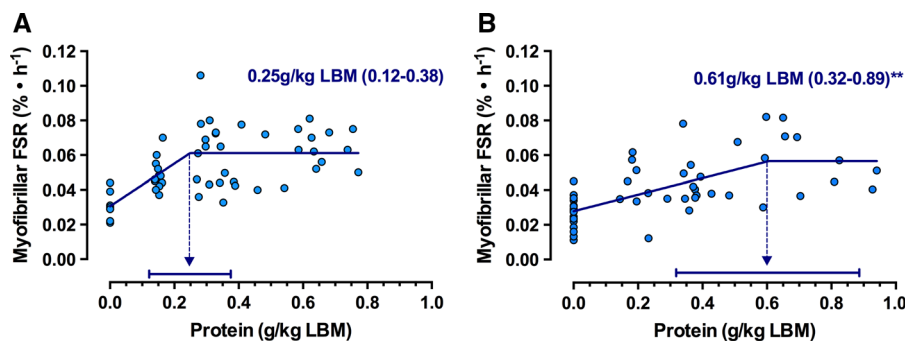 A
Myofibrillar FSR (% • h⁻¹)
0.12
0.10
0.08
0.06
0.04
0.02
0.00
0.25g/kg LBM (0.12-0.38)
0.0 0.2 0.4 0.6 0.8 1.0
Protein (g/kg LBM)
B
Myofibrillar FSR (% • h⁻¹)
0.12
0.10
0.08
0.06
0.04
0.02
0.00
0.61g/kg LBM (0.32-0.89)**
0.0 0.2 0.4 0.6 0.8 1.0
Protein (g/kg LBM)